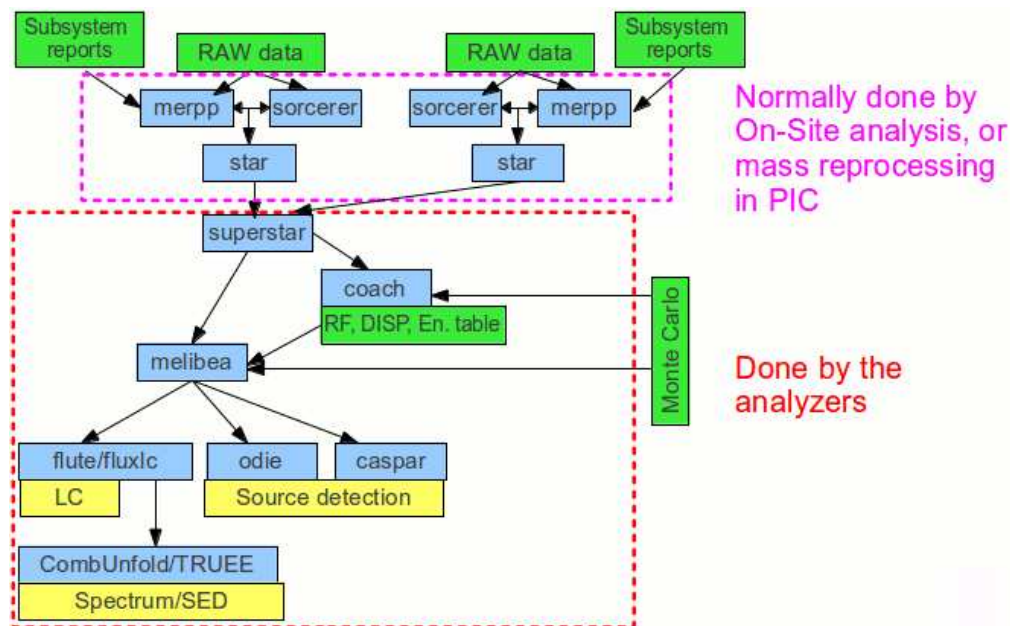 Subsystem
reports
RAW data
RAW data
Subsystem
reports
merpp
sorcerer
sorcerer
merpp
star
star
Normally done by
On-Site analysis, or
mass reprocessing
in PIC
superstar
coach
RF, DISP, En. table
Monte Carlo
melibea
Done by the
analyzers
flute/fluxlc
odie
caspar
LC
Source detection
CombUnfold/TRUEE
Spectrum/SED